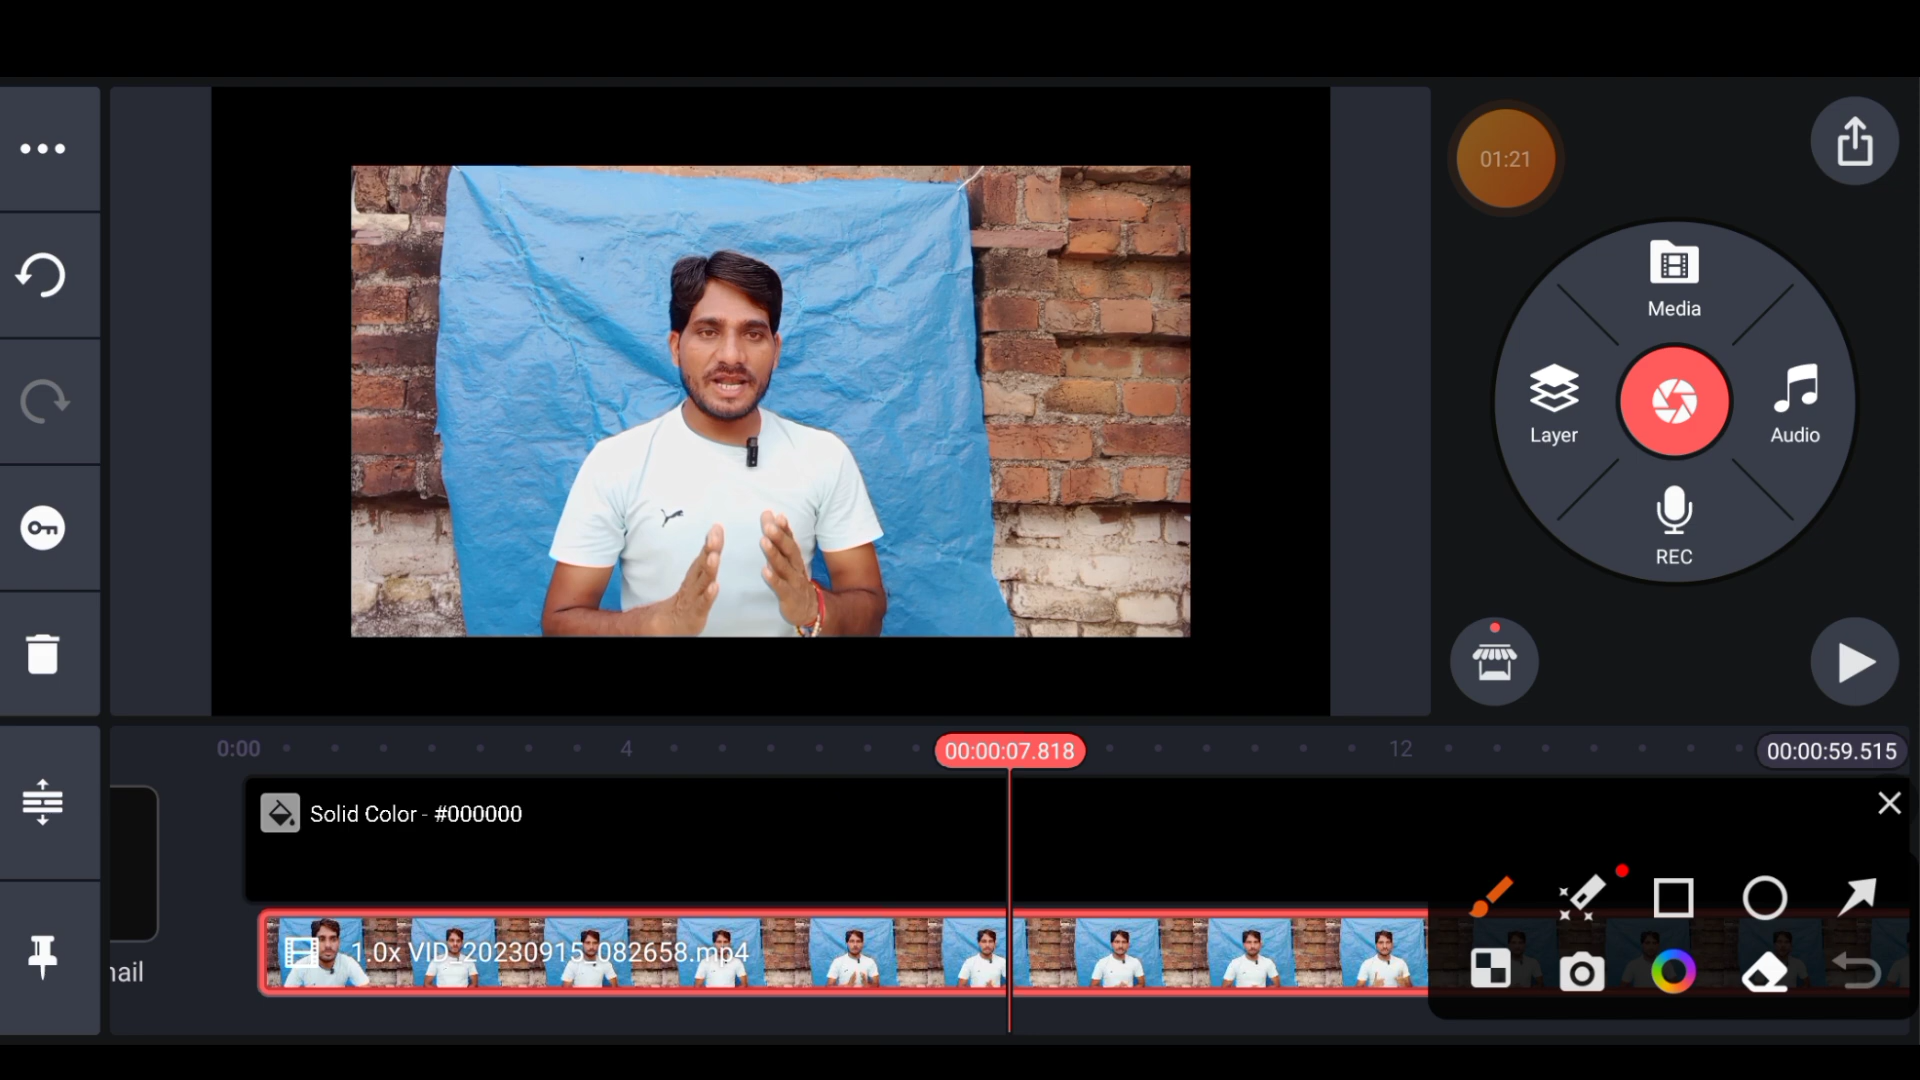 01:21
Media
Layer
Audio
REC
0:00
4
00:00:07.818
12
00:00:59.515
Solid Color - #000000
1.0x VID_20230915_082658.mp4
nail